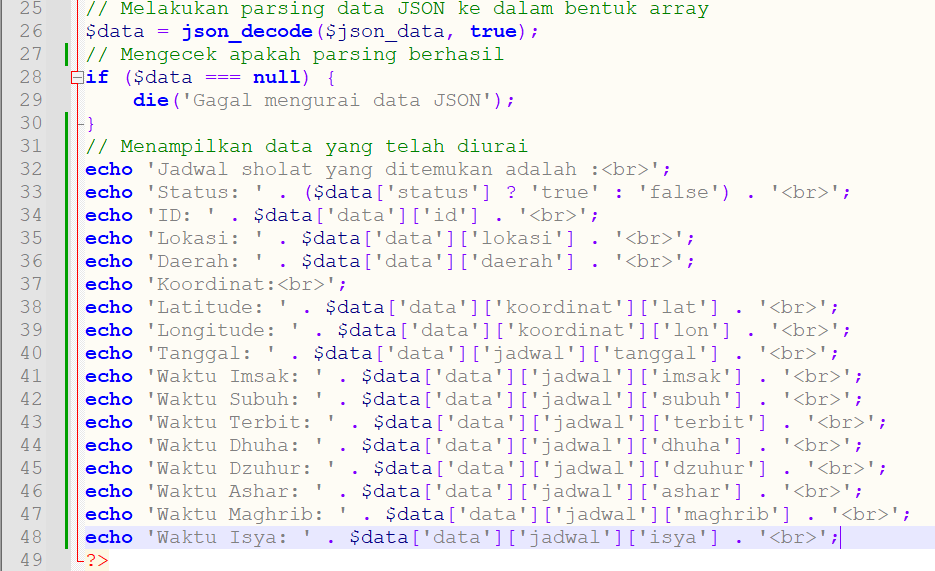 25 // Melakukan parsing data JSON ke dalam bentuk array
26 $data = json_decode($json_data, true);
27 // Mengecek apakah parsing berhasil
28 if ($data === null) {
29     die('Gagal mengurai data JSON');
30 }
31 // Menampilkan data yang telah diurai
32 echo 'Jadwal sholat yang ditemukan adalah :<br>';
33 echo 'Status: ' . ($data['status'] ? 'true' : 'false') . '<br>';
34 echo 'ID: ' . $data['data']['id'] . '<br>';
35 echo 'Lokasi: ' . $data['data']['lokasi'] . '<br>';
36 echo 'Daerah: ' . $data['data']['daerah'] . '<br>';
37 echo 'Koordinat:<br>';
38 echo 'Latitude: ' . $data['data']['koordinat']['lat'] . '<br>';
39 echo 'Longitude: ' . $data['data']['koordinat']['lon'] . '<br>';
40 echo 'Tanggal: ' . $data['data']['jadwal']['tanggal'] . '<br>';
41 echo 'Waktu Imsak: ' . $data['data']['jadwal']['imsak'] . '<br>';
42 echo 'Waktu Subuh: ' . $data['data']['jadwal']['subuh'] . '<br>';
43 echo 'Waktu Terbit: ' . $data['data']['jadwal']['terbit'] . '<br>';
44 echo 'Waktu Dhuha: ' . $data['data']['jadwal']['dhuha'] . '<br>';
45 echo 'Waktu Dzuhur: ' . $data['data']['jadwal']['dzuhur'] . '<br>';
46 echo 'Waktu Ashar: ' . $data['data']['jadwal']['ashar'] . '<br>';
47 echo 'Waktu Maghrib: ' . $data['data']['jadwal']['maghrib'] . '<br>';
48 echo 'Waktu Isya: ' . $data['data']['jadwal']['isya'] . '<br>';
49 ?>